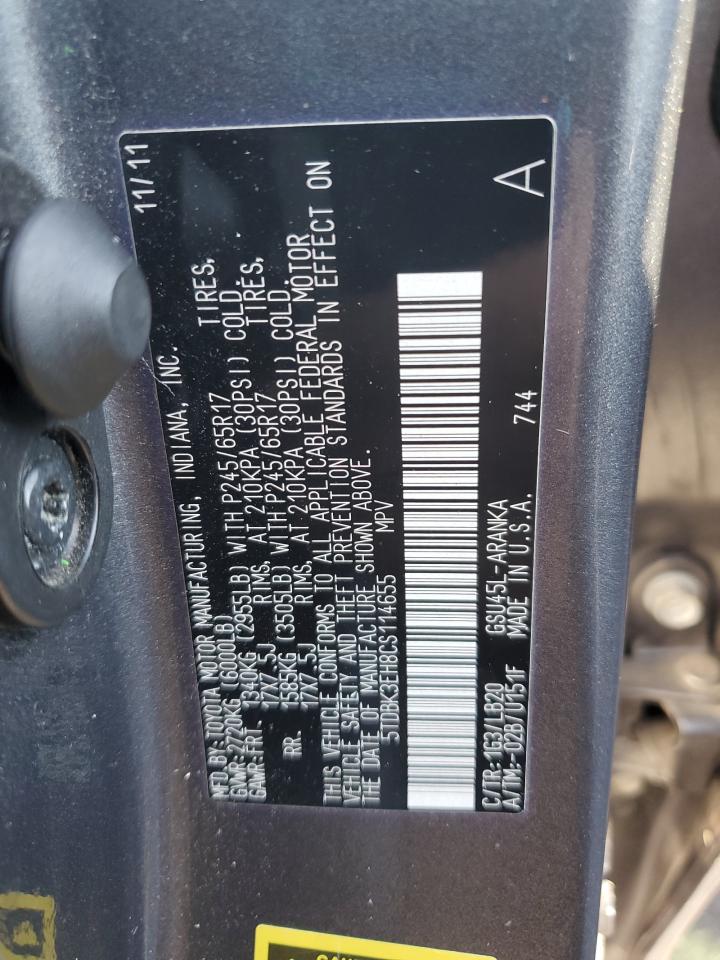 11/11
MFD. BY: TOYOTA MOTOR MANUFACTURING, INDIANA, INC.
GVWR: 2720KG (6000LB)
GAWR: FRT. 1340KG (2955LB) WITH P245/65R17 TIRES,
17X7.5J RIMS, AT 210KPA (30PSI) COLD.
RR. 1585KG (3505LB) WITH P245/65R17 TIRES,
17X7.5J RIMS, AT 210KPA (30PSI) COLD.
THIS VEHICLE CONFORMS TO ALL APPLICABLE FEDERAL MOTOR
VEHICLE SAFETY AND THEFT PREVENTION STANDARDS IN EFFECT ON
THE DATE OF MANUFACTURE SHOWN ABOVE.
5TDBK3EH8CS114655 MPV
C/TR: 1G3/LB20 GSU45L-ARANKA 744
A/TM: -02B/U151F MADE IN U.S.A.
A